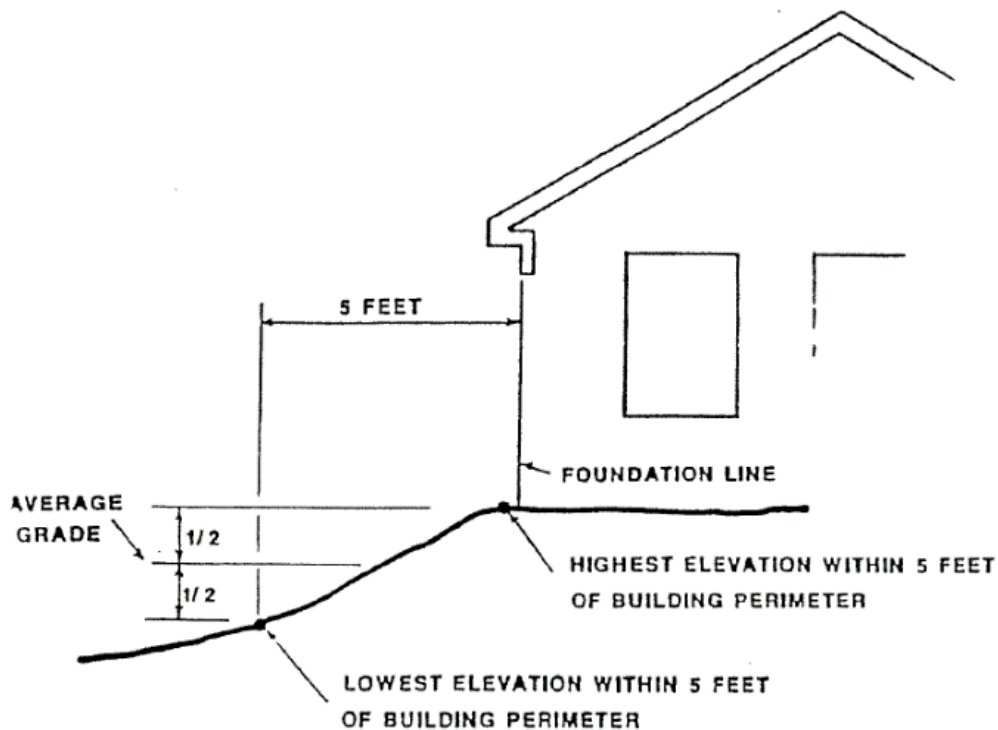 5 FEET
FOUNDATION LINE
AVERAGE
GRADE
1/2
1/2
HIGHEST ELEVATION WITHIN 5 FEET
OF BUILDING PERIMETER
LOWEST ELEVATION WITHIN 5 FEET
OF BUILDING PERIMETER